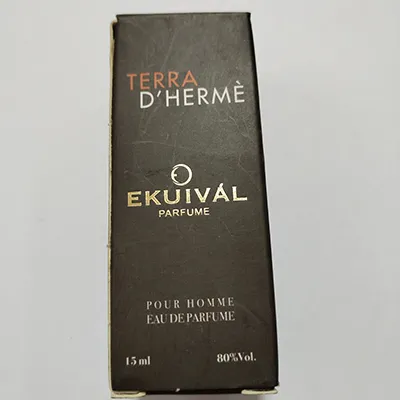 TERRA
D'HERMÈ
EKUIVÁL
PARFUME
POUR HOMME
EAU DE PARFUME
15 ml 80%Vol.